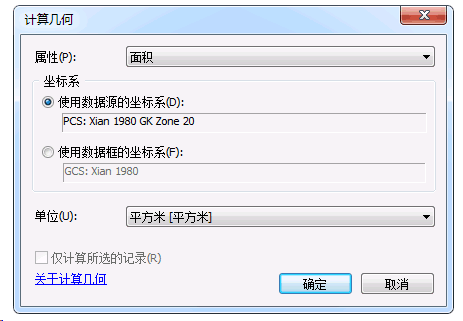 计算几何
属性(P): 面积
坐标系
使用数据源的坐标系(D):
PCS: Xian 1980 GK Zone 20
使用数据框的坐标系(F):
GCS: Xian 1980
单位(U): 平方米 [平方米]
仅计算所选的记录(R)
关于计算几何
确定 取消